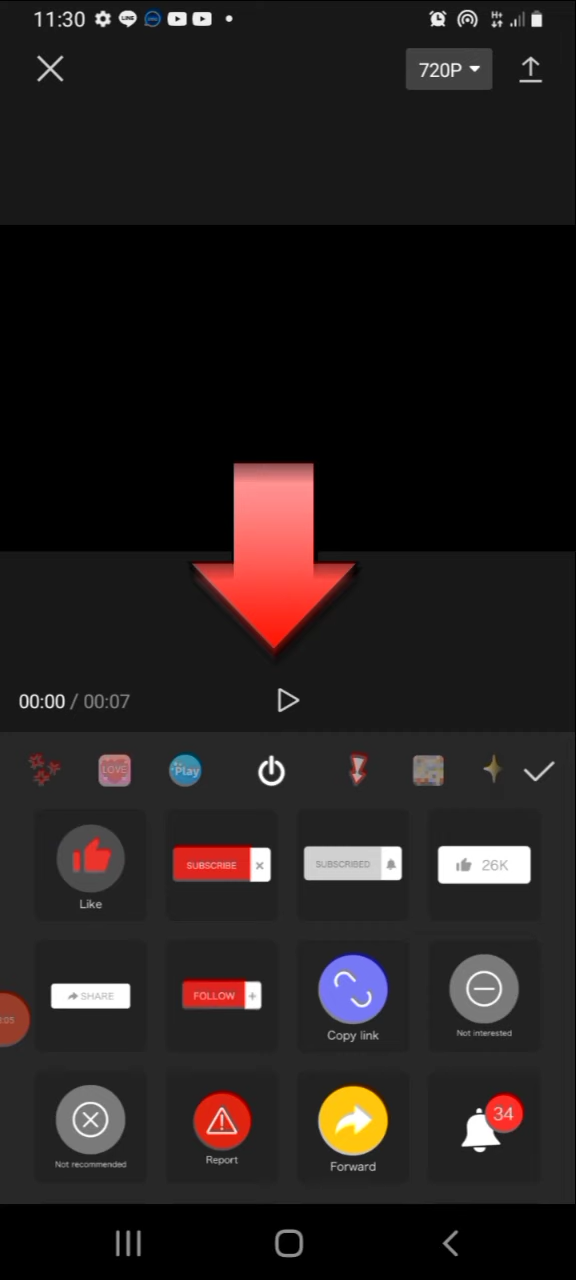 11:30
720P
00:00 / 00:07
LOVE
Play
Like
SUBSCRIBE
SUBSCRIBED
26K
SHARE
FOLLOW +
Copy link
Not interested
Not recommended
Report
Forward
34